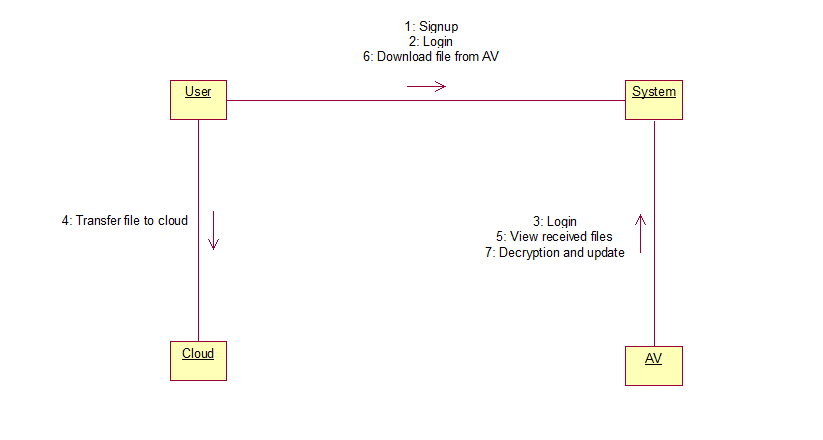 1: Signup
2: Login
6: Download file from AV
User
System
4: Transfer file to cloud
3: Login
5: View received files
7: Decryption and update
Cloud
AV